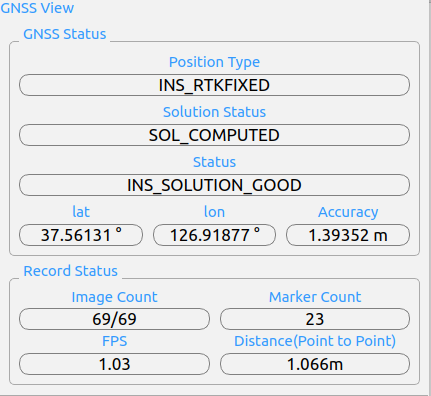 GNSS View
GNSS Status
Position Type
INS_RTKFIXED
Solution Status
SOL_COMPUTED
Status
INS_SOLUTION_GOOD
lat lon Accuracy
37.56131 ° 126.91877 ° 1.39352 m
Record Status
Image Count Marker Count
69/69 23
FPS Distance(Point to Point)
1.03 1.066m